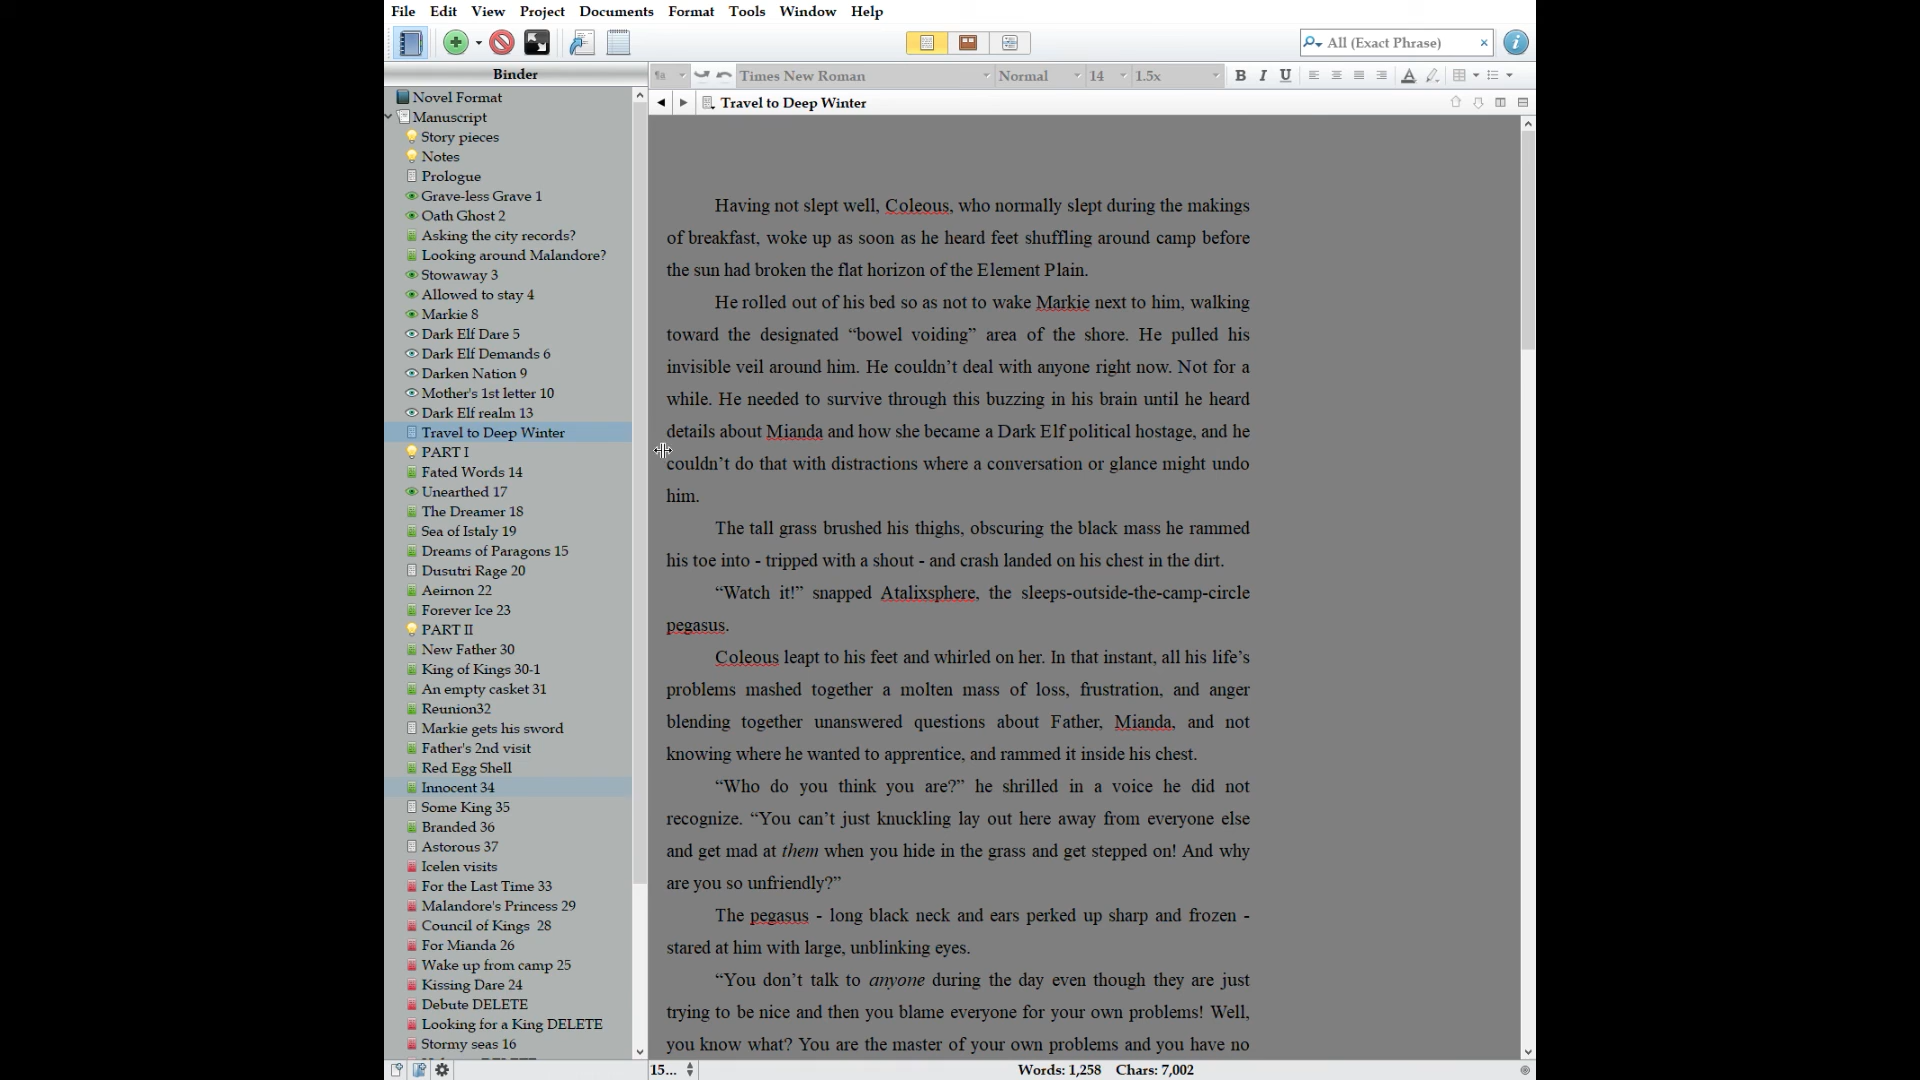 File Edit View Project Documents Format Tools Window Help
All (Exact Phrase)
Binder
Times New Roman Normal 14 1.5x B I U
Travel to Deep Winter
Novel Format
Manuscript
Story pieces
Notes
Prologue
Grave-less Grave 1
Oath Ghost 2
Asking the city records?
Looking around Malandore?
Stowaway 3
Allowed to stay 4
Markie 8
Dark Elf Dare 5
Dark Elf Demands 6
Darken Nation 9
Mother's 1st letter 10
Dark Elf realm 13
Travel to Deep Winter
PART I
Fated Words 14
Unearthed 17
The Dreamer 18
Sea of Istaly 19
Dreams of Paragons 15
Dusutri Rage 20
Aeirnon 22
Forever Ice 23
PART II
New Father 30
King of Kings 30-1
An empty casket 31
Reunion32
Markie gets his sword
Father's 2nd visit
Red Egg Shell
Innocent 34
Some King 35
Branded 36
Astorous 37
Icelen visits
For the Last Time 33
Malandore's Princess 29
Council of Kings 28
For Mianda 26
Wake up from camp 25
Kissing Dare 24
Debute DELETE
Looking for a King DELETE
Stormy seas 16
Having not slept well, Coleous, who normally slept during the makings
of breakfast, woke up as soon as he heard feet shuffling around camp before
the sun had broken the flat horizon of the Element Plain.
He rolled out of his bed so as not to wake Markie next to him, walking
toward the designated “bowel voiding” area of the shore. He pulled his
invisible veil around him. He couldn’t deal with anyone right now. Not for a
while. He needed to survive through this buzzing in his brain until he heard
details about Mianda and how she became a Dark Elf political hostage, and he
couldn’t do that with distractions where a conversation or glance might undo
him.
The tall grass brushed his thighs, obscuring the black mass he rammed
his toe into - tripped with a shout - and crash landed on his chest in the dirt.
“Watch it!” snapped Atalixsphere, the sleeps-outside-the-camp-circle
pegasus.
Coleous leapt to his feet and whirled on her. In that instant, all his life’s
problems mashed together a molten mass of loss, frustration, and anger
blending together unanswered questions about Father, Mianda, and not
knowing where he wanted to apprentice, and rammed it inside his chest.
“Who do you think you are?” he shrilled in a voice he did not
recognize. “You can’t just knuckling lay out here away from everyone else
and get mad at them when you hide in the grass and get stepped on! And why
are you so unfriendly?”
The pegasus - long black neck and ears perked up sharp and frozen -
stared at him with large, unblinking eyes.
“You don’t talk to anyone during the day even though they are just
trying to be nice and then you blame everyone for your own problems! Well,
you know what? You are the master of your own problems and you have no
15... Words: 1,258 Chars: 7,002